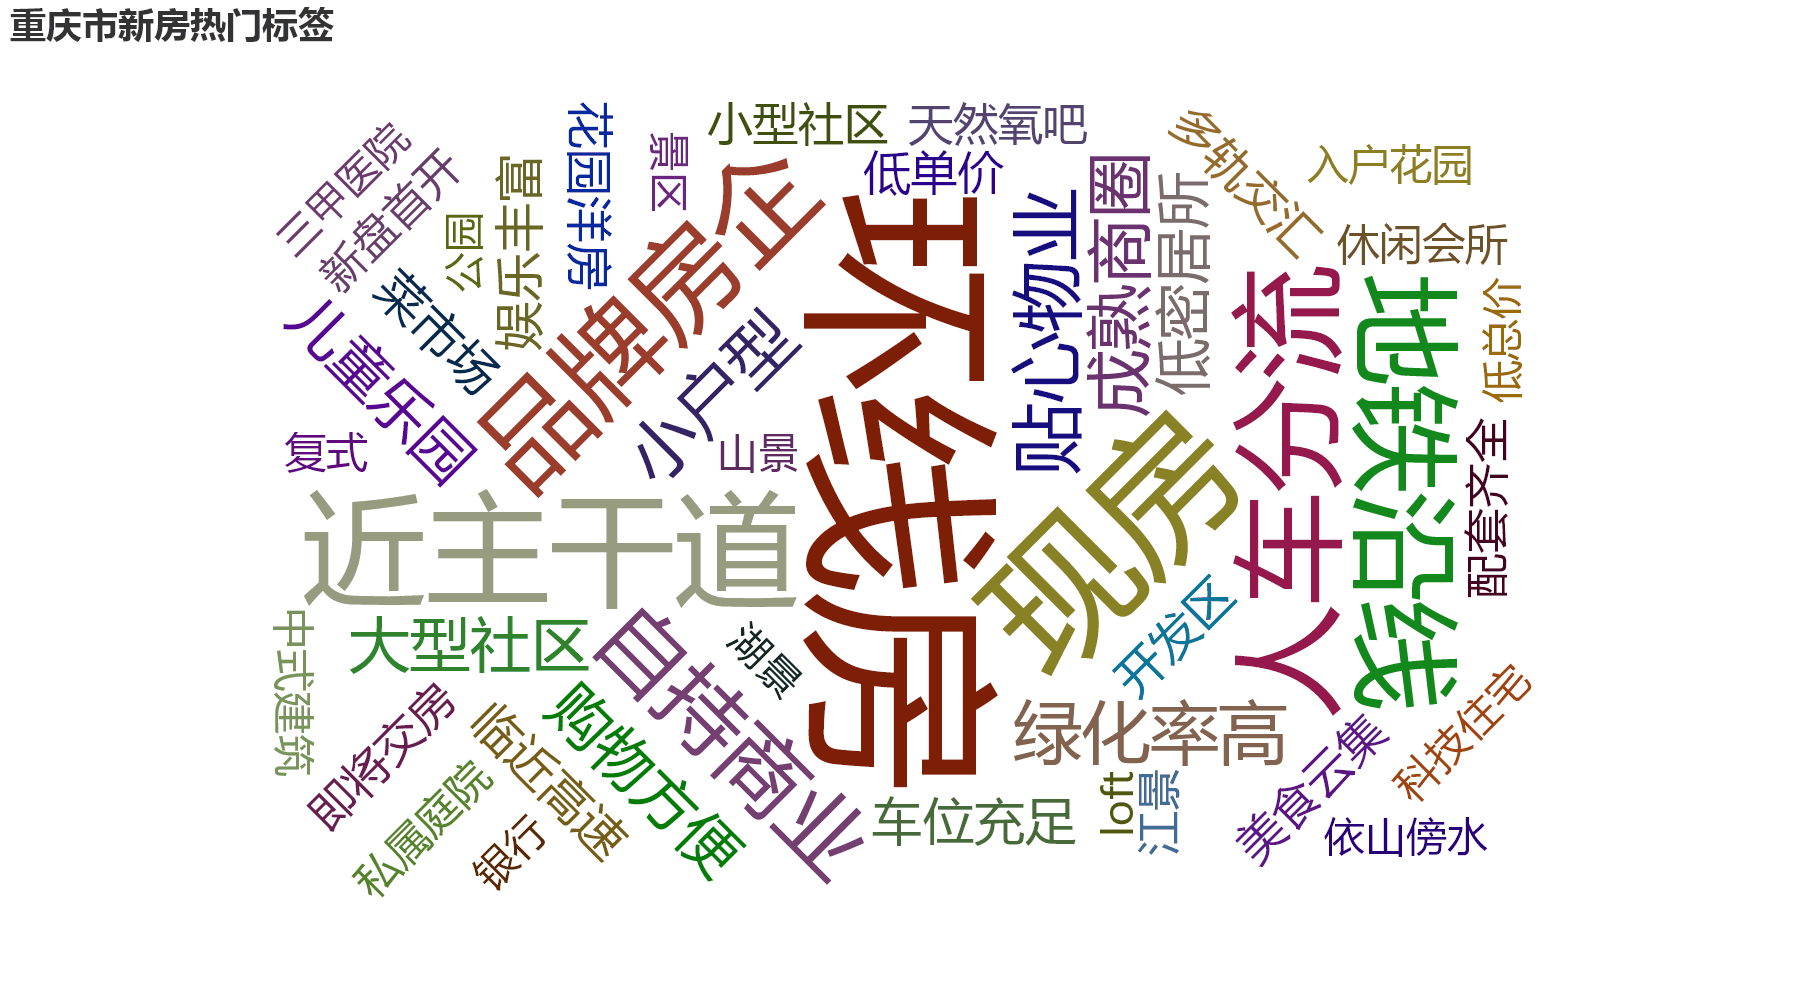 重庆市新房热门标签
小型社区
天然氧吧
低单价
花园洋房
景区
三甲医院
新盘首开
公园
娱乐丰富
菜市场
儿童乐园
品牌房企
小户型
山景
复式
环线房
贴心物业
成熟商圈
低密居所
多轨交汇
入户花园
休闲会所
人车分流
地铁沿线
低总价
配套齐全
现房
近主干道
大型社区
自持商业
湖景
开发区
中式建筑
即将交房
私属庭院
临近高速
银行
购物方便
绿化率高
车位充足
loft
江景
美食云集
科技住宅
依山傍水